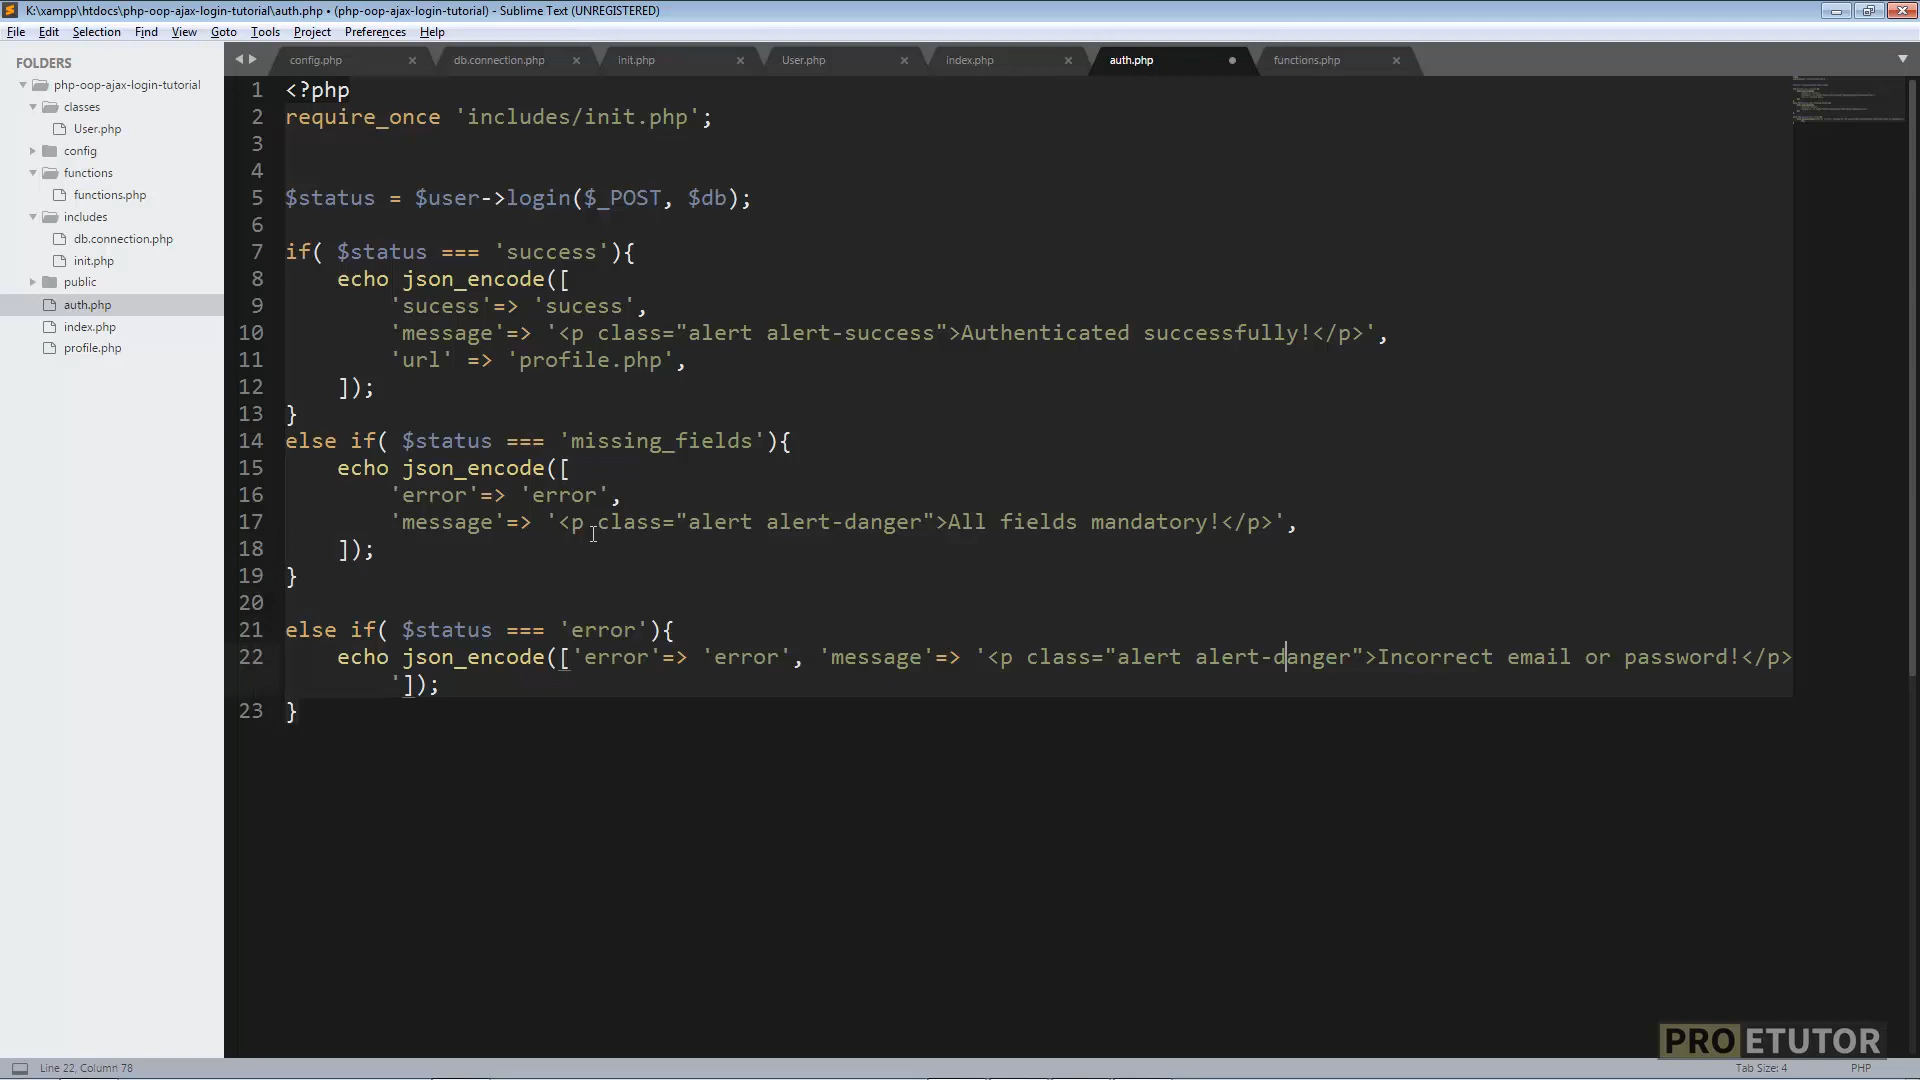 K:\xampp\htdocs\php-oop-ajax-login-tutorial\auth.php • (php-oop-ajax-login-tutorial) - Sublime Text (UNREGISTERED)
File Edit Selection Find View Goto Tools Project Preferences Help
FOLDERS
php-oop-ajax-login-tutorial
classes
User.php
config
functions
functions.php
includes
db.connection.php
init.php
public
auth.php
index.php
profile.php
config.php db.connection.php init.php User.php index.php auth.php functions.php
1 <?php
2 require_once 'includes/init.php';
3
4
5 $status = $user->login($_POST, $db);
6
7 if( $status === 'success'){
8 echo json_encode([
9 'sucess'=> 'sucess',
10 'message'=> '<p class="alert alert-success">Authenticated successfully!</p>',
11 'url' => 'profile.php',
12 ]);
13 }
14 else if( $status === 'missing_fields'){
15 echo json_encode([
16 'error'=> 'error',
17 'message'=> '<p class="alert alert-danger">All fields mandatory!</p>',
18 ]);
19 }
20
21 else if( $status === 'error'){
22 echo json_encode(['error'=> 'error', 'message'=> '<p class="alert alert-danger">Incorrect email or password!</p>
']);
23 }
PROETUTOR
Line 22, Column 78
Tab Size: 4
PHP